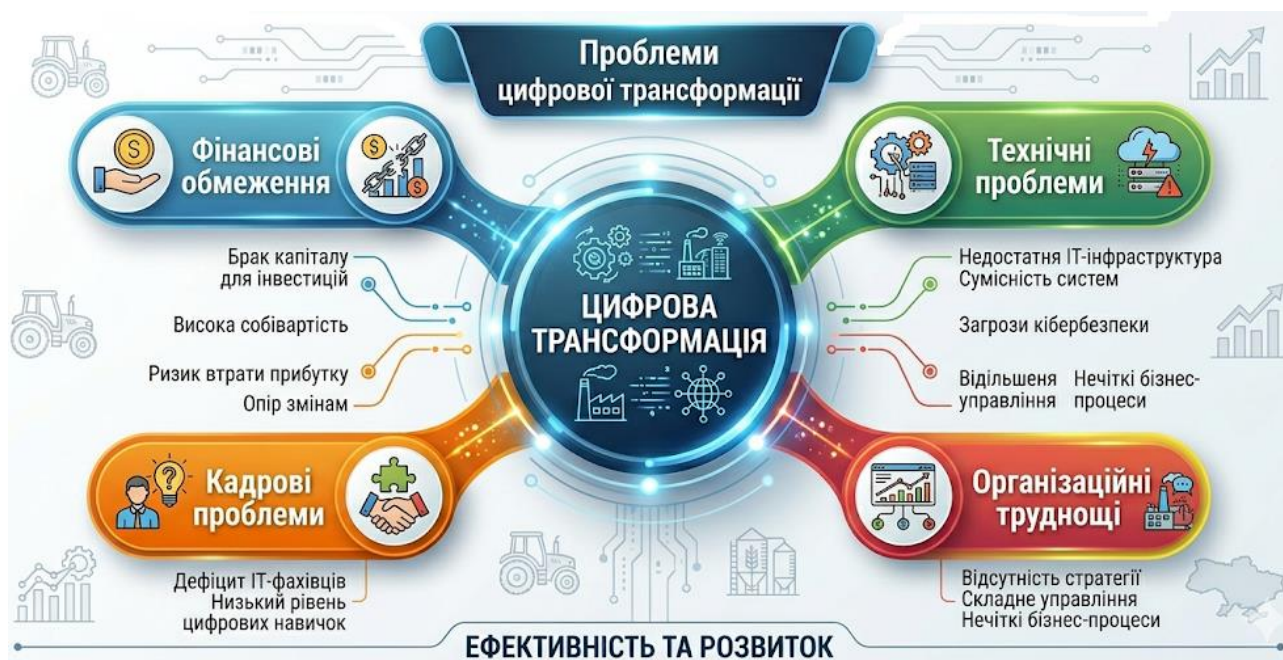 Проблеми
цифрової трансформації
Фінансові
обмеження
Брак капіталу
для інвестицій
Висока собівартість
Ризик втрати прибутку
Опір змінам
Кадрові
проблеми
Дефіцит ІТ-фахівців
Низький рівень
цифрових навичок
ЦИФРОВА
ТРАНСФОРМАЦІЯ
Технічні
проблеми
Недостатня ІТ-інфраструктура
Сумісність систем
Загрози кібербезпеки
Відільшеня Нечіткі бізнес-
управління процеси
Організаційні
труднощі
Відсутність стратегії
Складне управління
Нечіткі бізнес-процеси
ЕФЕКТИВНІСТЬ ТА РОЗВИТОК